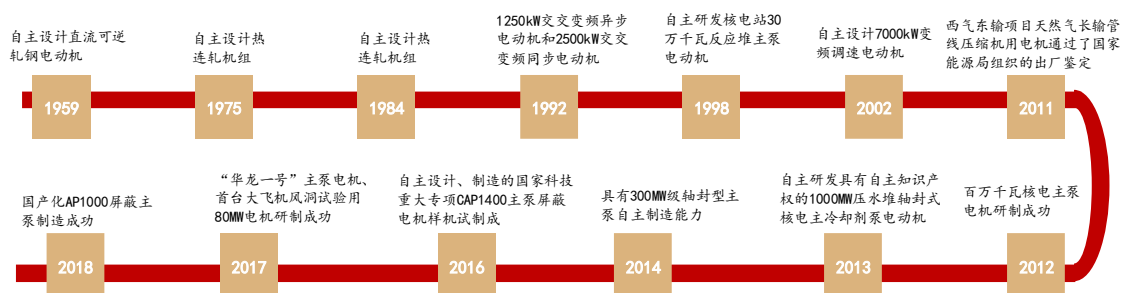 自主设计直流可逆
轧钢电动机
1959
自主设计热
连轧机组
1975
自主设计热
连轧机组
1984
1250kW交交变频异步
电动机和2500kW交交
变频同步电动机
1992
自主研发核电站30
万千瓦反应堆主泵
电动机
1998
自主设计7000kW变
频调速电动机
2002
西气东输项目天然气长输管
线压缩机用电机通过了国家
能源局组织的出厂鉴定
2011
百万千瓦核电主泵
电机研制成功
2012
自主研发具有自主知识产
权的1000MW压水堆轴封式
核电主冷却剂泵电动机
2013
具有300MW级轴封型主
泵自主制造能力
2014
自主设计、制造的国家科技
重大专项CAP1400主泵屏蔽
电机样机试制成
2016
“华龙一号”主泵电机、
首台大飞机风洞试验用
80MW电机研制成功
2017
国产化AP1000屏蔽主
泵制造成功
2018